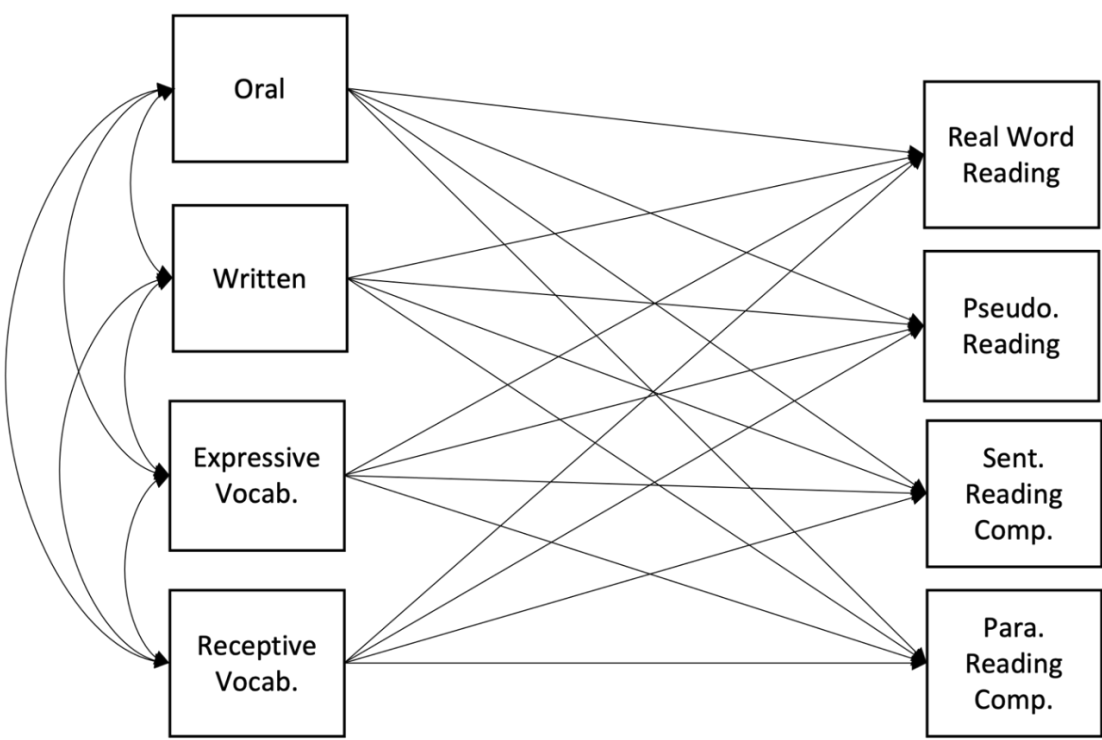 Oral
Written
Expressive
Vocab.
Receptive
Vocab.
Real Word
Reading
Pseudo.
Reading
Sent.
Reading
Comp.
Para.
Reading
Comp.